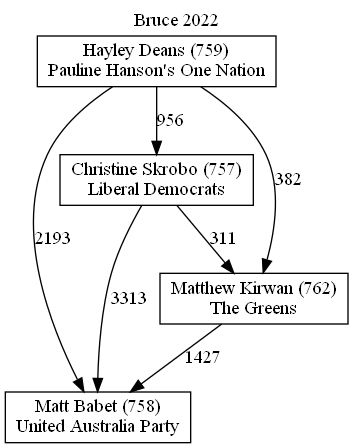 Bruce 2022
Hayley Deans (759)
Pauline Hanson's One Nation
956
Christine Skrobo (757)
Liberal Democrats
382
2193
311
3313
Matthew Kirwan (762)
The Greens
1427
Matt Babet (758)
United Australia Party